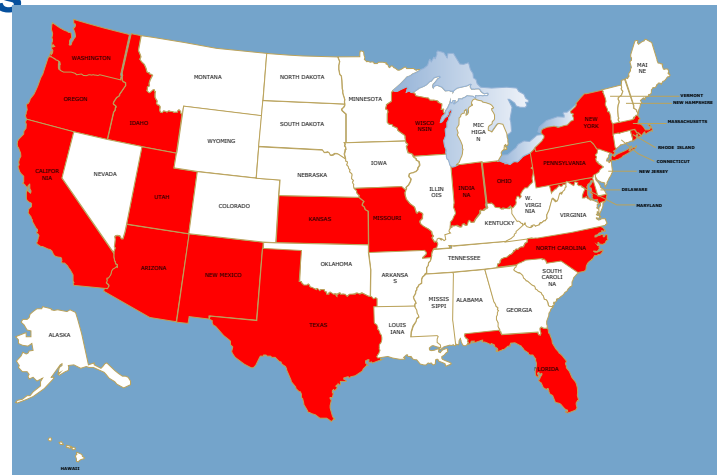 S
WASHINGTON
MONTANA
NORTH DAKOTA
MINNESOTA
MAI
NE
VERMONT
NEW HAMPSHIRE
MASSACHUSETTS
RHODE ISLAND
CONNECTICUT
NEW JERSEY
DELAWARE
MARYLAND
OREGON
IDAHO
WYOMING
SOUTH DAKOTA
WISCO
NSIN
MIC
HIGA
N
NEW
YORK
CALIFOR
NIA
NEVADA
UTAH
COLORADO
NEBRASKA
IOWA
ILLIN
OIS
INDIA
NA
OHIO
PENNSYLVANIA
W.
VIRGI
NIA
VIRGINIA
KANSAS
MISSOURI
KENTUCKY
NORTH CAROLINA
ARIZONA
NEW MEXICO
OKLAHOMA
ARKANSA
S
TENNESSEE
SOUTH
CAROLI
NA
TEXAS
LOUIS
IANA
MISSIS
SIPPI
ALABAMA
GEORGIA
FLORIDA
ALASKA
HAWAII